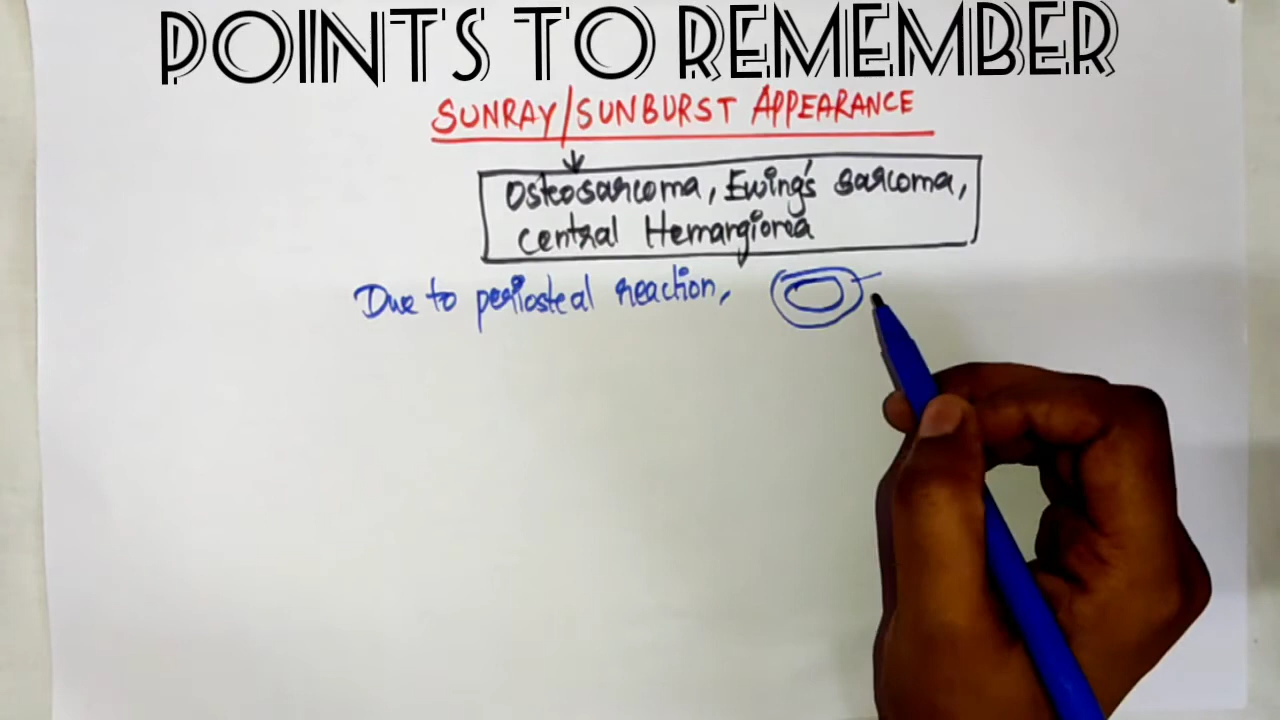 POINTS TO REMEMBER
SUNRAY/SUNBURST APPEARANCE
Osteosarcoma, Ewing's sarcoma,
central Hemangioma
Due to periosteal reaction,